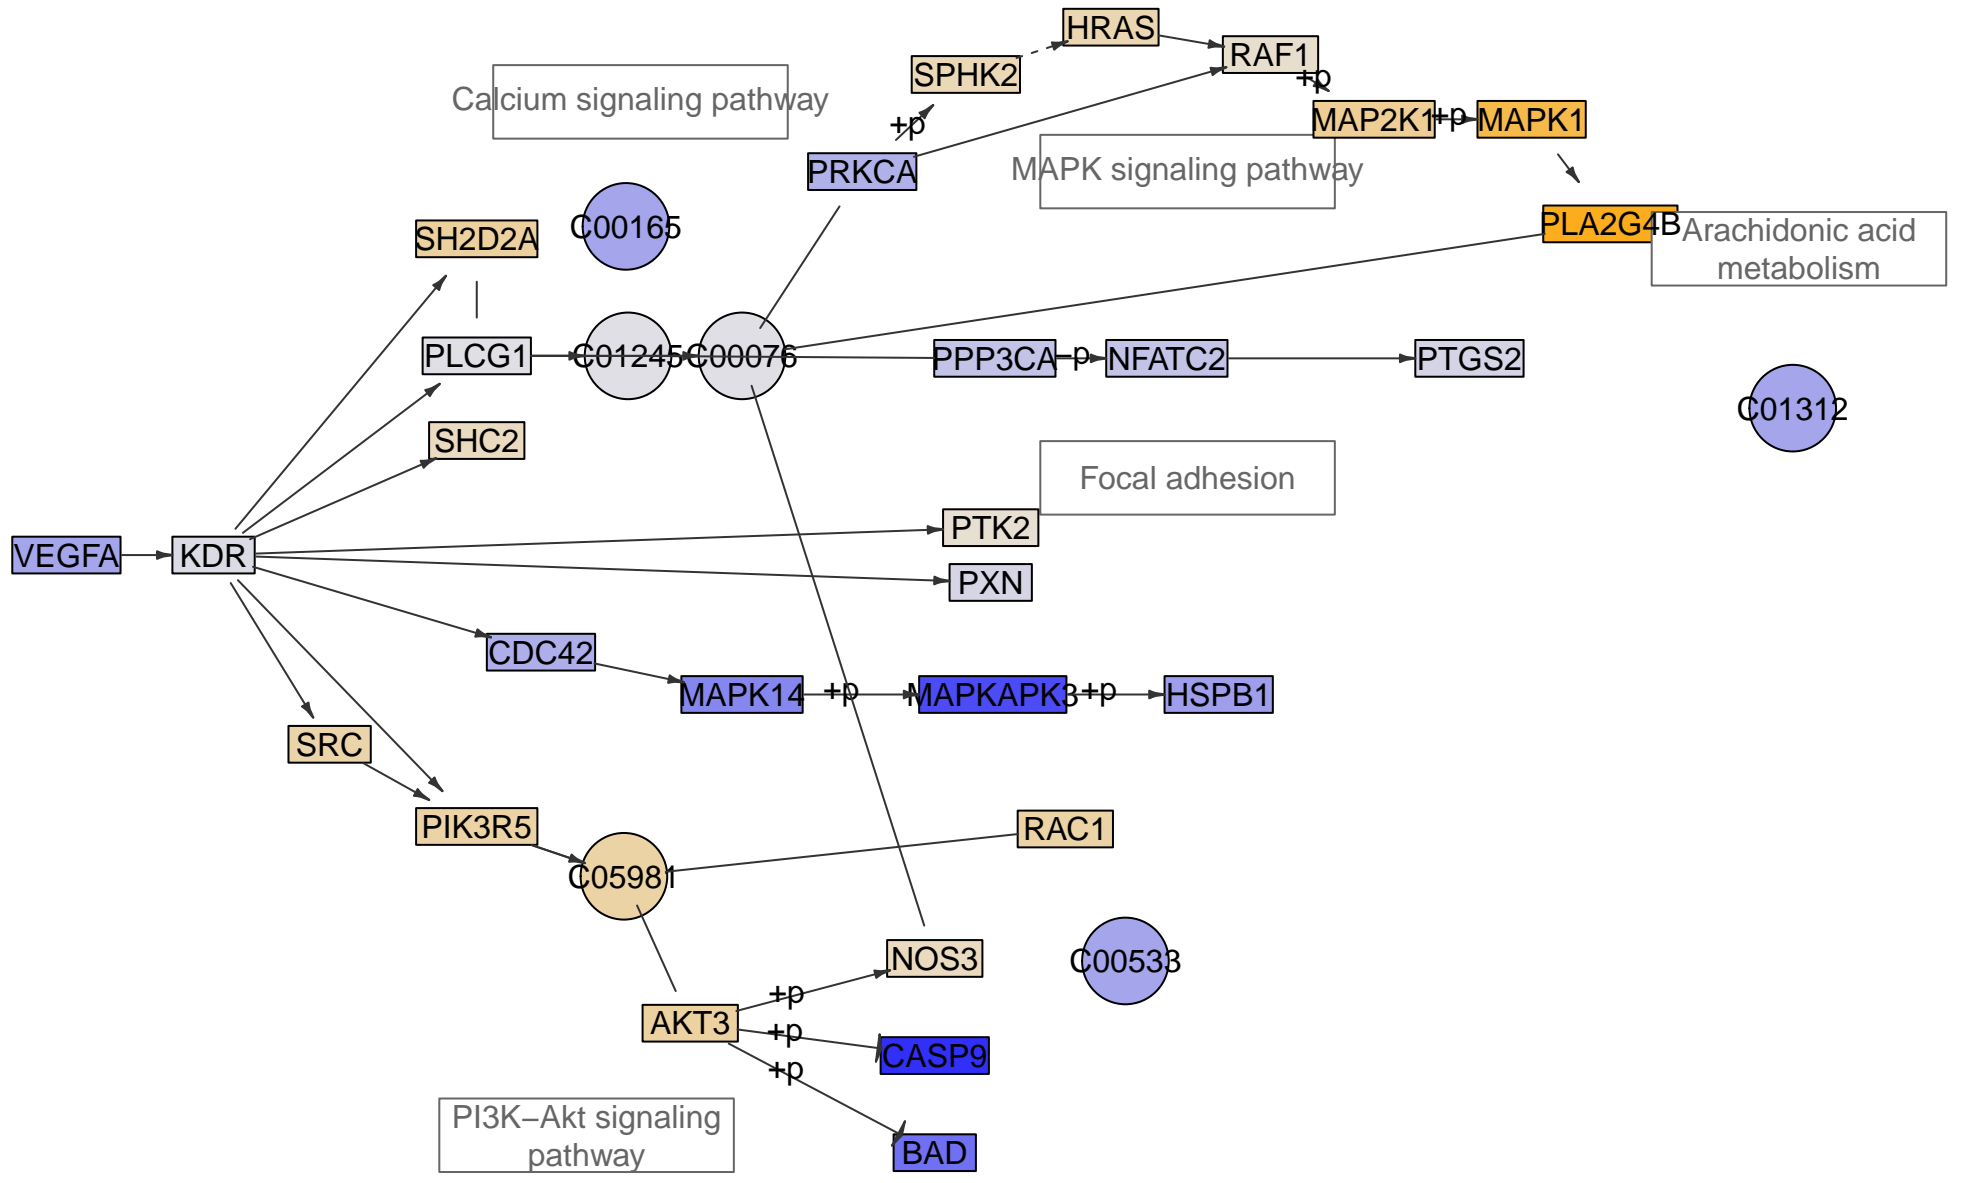 HRAS
RAF1
SPHK2
+p
Calcium signaling pathway
MAP2K1
+p
MAPK1
+p
PRKCA
MAPK signaling pathway
C00165
SH2D2A
PLA2G4B
Arachidonic acid
metabolism
PLCG1
C01245
C00076
PPP3CA
−p
NFATC2
PTGS2
C01312
SHC2
Focal adhesion
PTK2
VEGFA
KDR
PXN
CDC42
MAPK14
+p
MAPKAPK3
+p
HSPB1
SRC
PIK3R5
RAC1
C05981
NOS3
C00533
+p
AKT3
+p
CASP9
+p
PI3K−Akt signaling
pathway
BAD